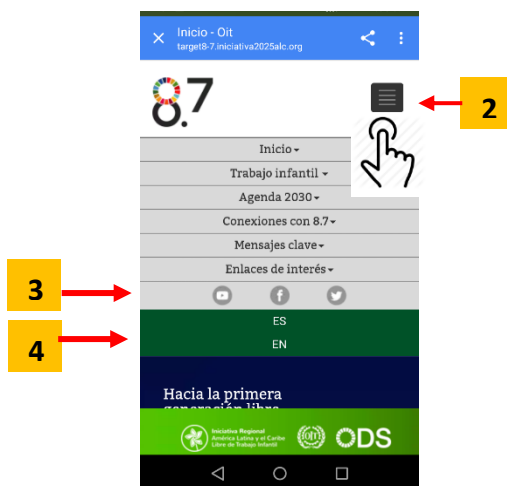 Inicio - Oit
target8-7.iniciativa2025alc.org
8.7
2
Inicio
Trabajo infantil
Agenda 2030
Conexiones con 8.7
Mensajes clave
Enlaces de interés
3
ES
4
EN
Hacia la primera
generación libre
Iniciativa Regional
América Latina y el Caribe
Libre de Trabajo Infantil
ODS